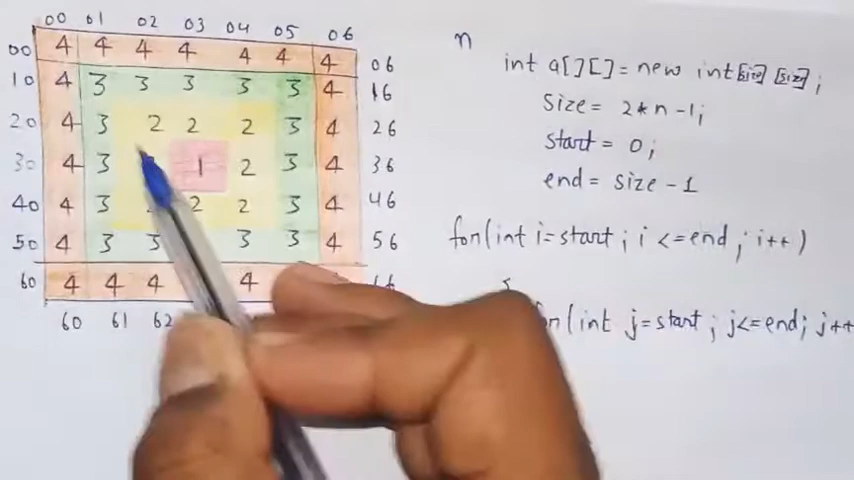 00 01 02 03 04 05 06
00 4 4 4 4 4 4 4 06
10 4 3 3 3 3 3 4 16
20 4 3 2 2 2 3 4 26
30 4 3 1 2 3 4 36
40 4 3 2 2 2 3 4 46
50 4 3 3 3 3 4 56
60 4 4 4 4
60 61 62
n
int a[][]=new int[size][size];
size= 2*n-1;
start= 0;
end= size-1
for(int i=start; i<=end; i++)
(int j=start; j<=end; j++